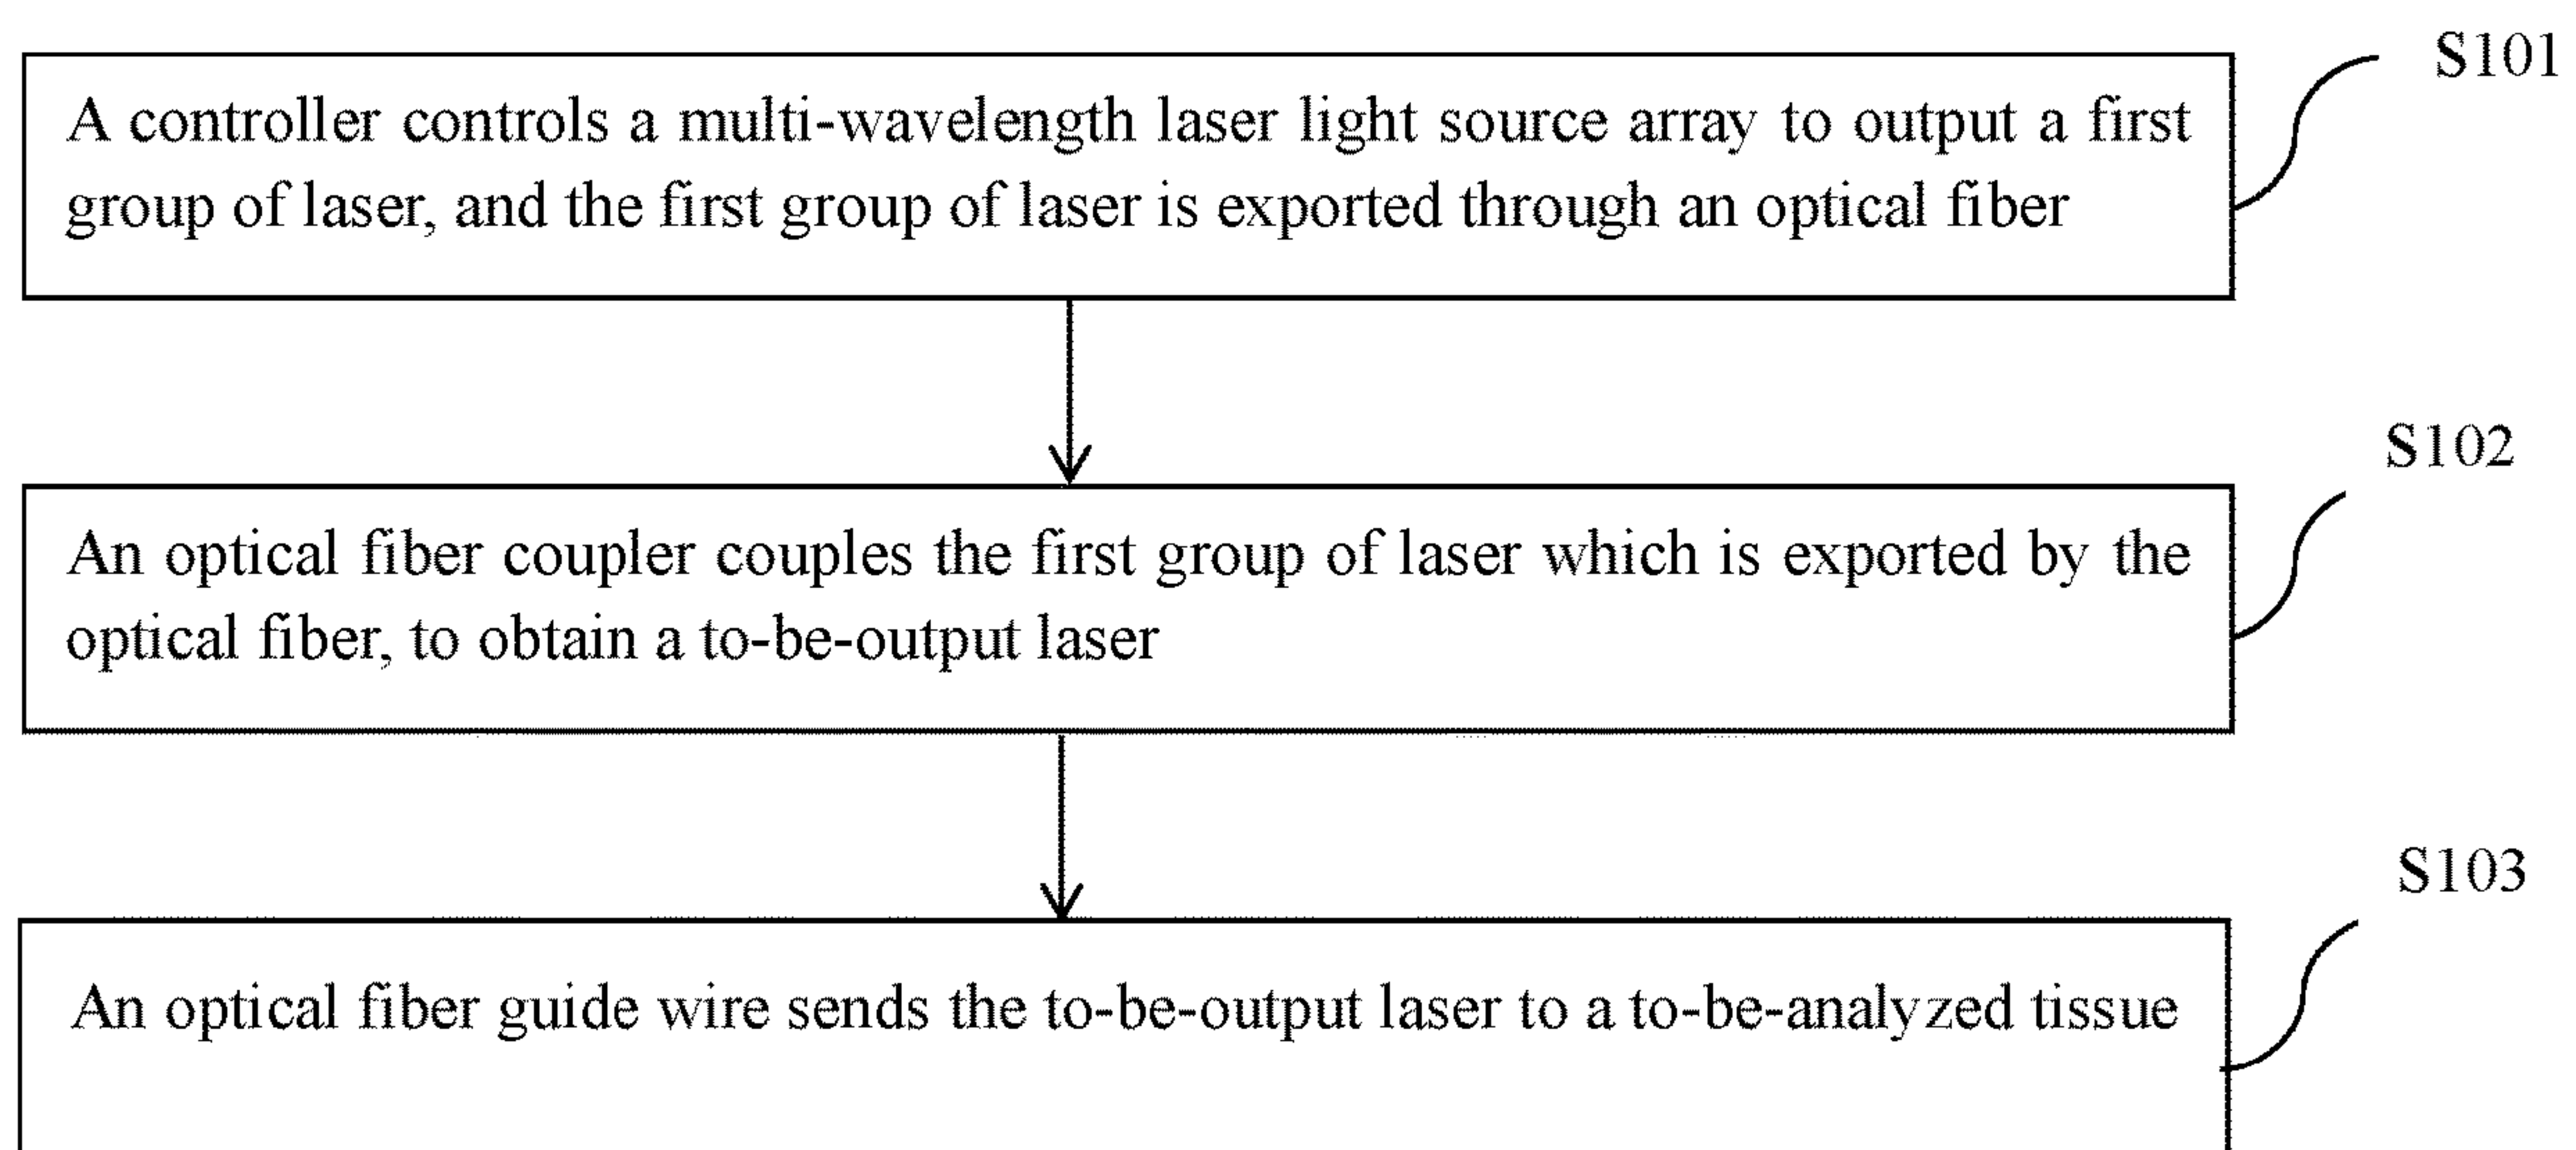 S101
A controller controls a multi-wavelength laser light source array to output a first
group of laser, and the first group of laser is exported through an optical fiber
S102
An optical fiber coupler couples the first group of laser which is exported by the
optical fiber, to obtain a to-be-output laser
S103
An optical fiber guide wire sends the to-be-output laser to a to-be-analyzed tissue